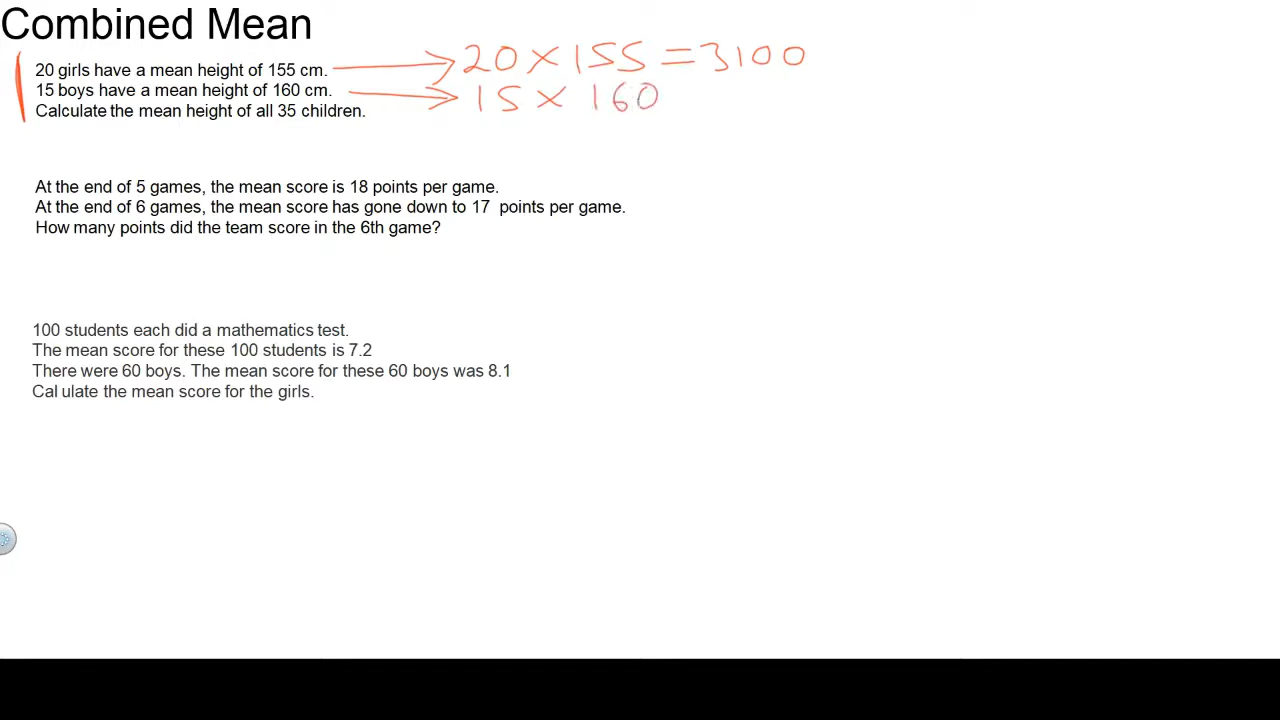 Combined Mean
20 girls have a mean height of 155 cm. 20 × 155 = 3100
15 boys have a mean height of 160 cm. 15 × 160
Calculate the mean height of all 35 children.
At the end of 5 games, the mean score is 18 points per game.
At the end of 6 games, the mean score has gone down to 17 points per game.
How many points did the team score in the 6th game?
100 students each did a mathematics test.
The mean score for these 100 students is 7.2
There were 60 boys. The mean score for these 60 boys was 8.1
Cal ulate the mean score for the girls.